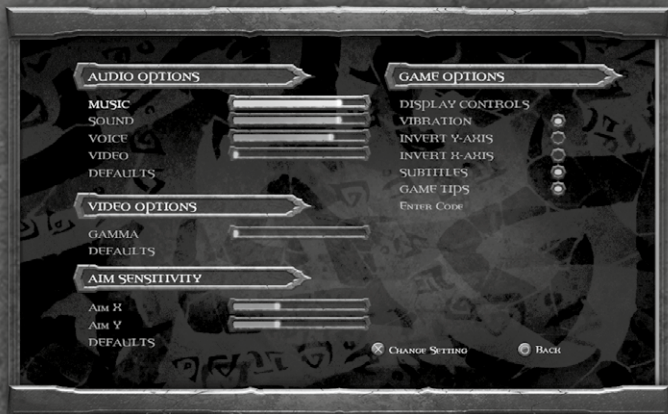 AUDIO OPTIONS
MUSIC
SOUND
VOICE
VIDEO
DEFAULTS
VIDEO OPTIONS
GAMMA
DEFAULTS
AIM SENSITIVITY
AIM X
AIM Y
DEFAULTS
GAME OPTIONS
DISPLAY CONTROLS
VIBRATION
INVERT Y-AXIS
INVERT X-AXIS
SUBTITLES
GAME TIPS
ENTER CODE
CHANGE SETTING
BACK